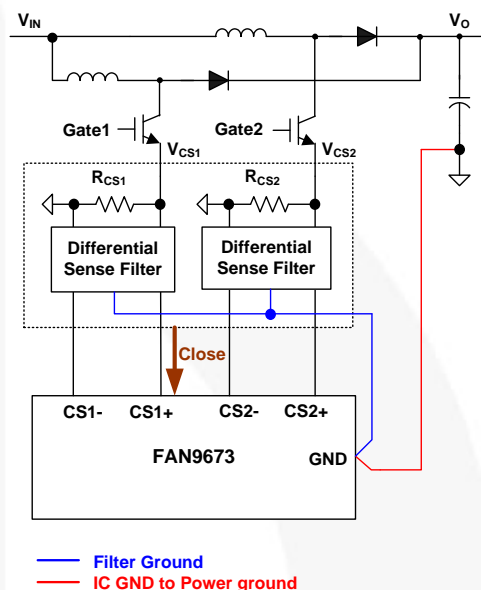 VIN
VO
Gate1
Gate2
VCS1
VCS2
RCS1
RCS2
Differential
Sense Filter
Differential
Sense Filter
Close
CS1- CS1+ CS2- CS2+
FAN9673
GND
Filter Ground
IC GND to Power ground